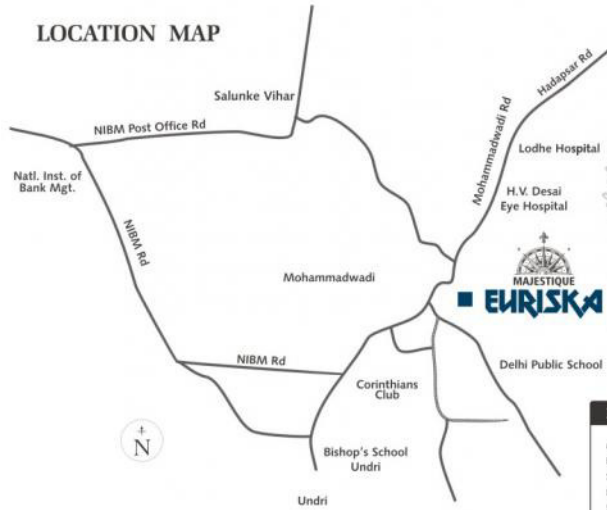 LOCATION MAP
Hadapsar Rd
Salunke Vihar
Mohammadwadi Rd
NIBM Post Office Rd
Lodhe Hospital
Natl. Inst. of
Bank Mgt.
H.V. Desai
Eye Hospital
NIBM Rd
Mohammadwadi
MAJESTIQUE
EURISKA
NIBM Rd
Delhi Public School
Corinthians
Club
N
Bishop's School
Undri
Undri